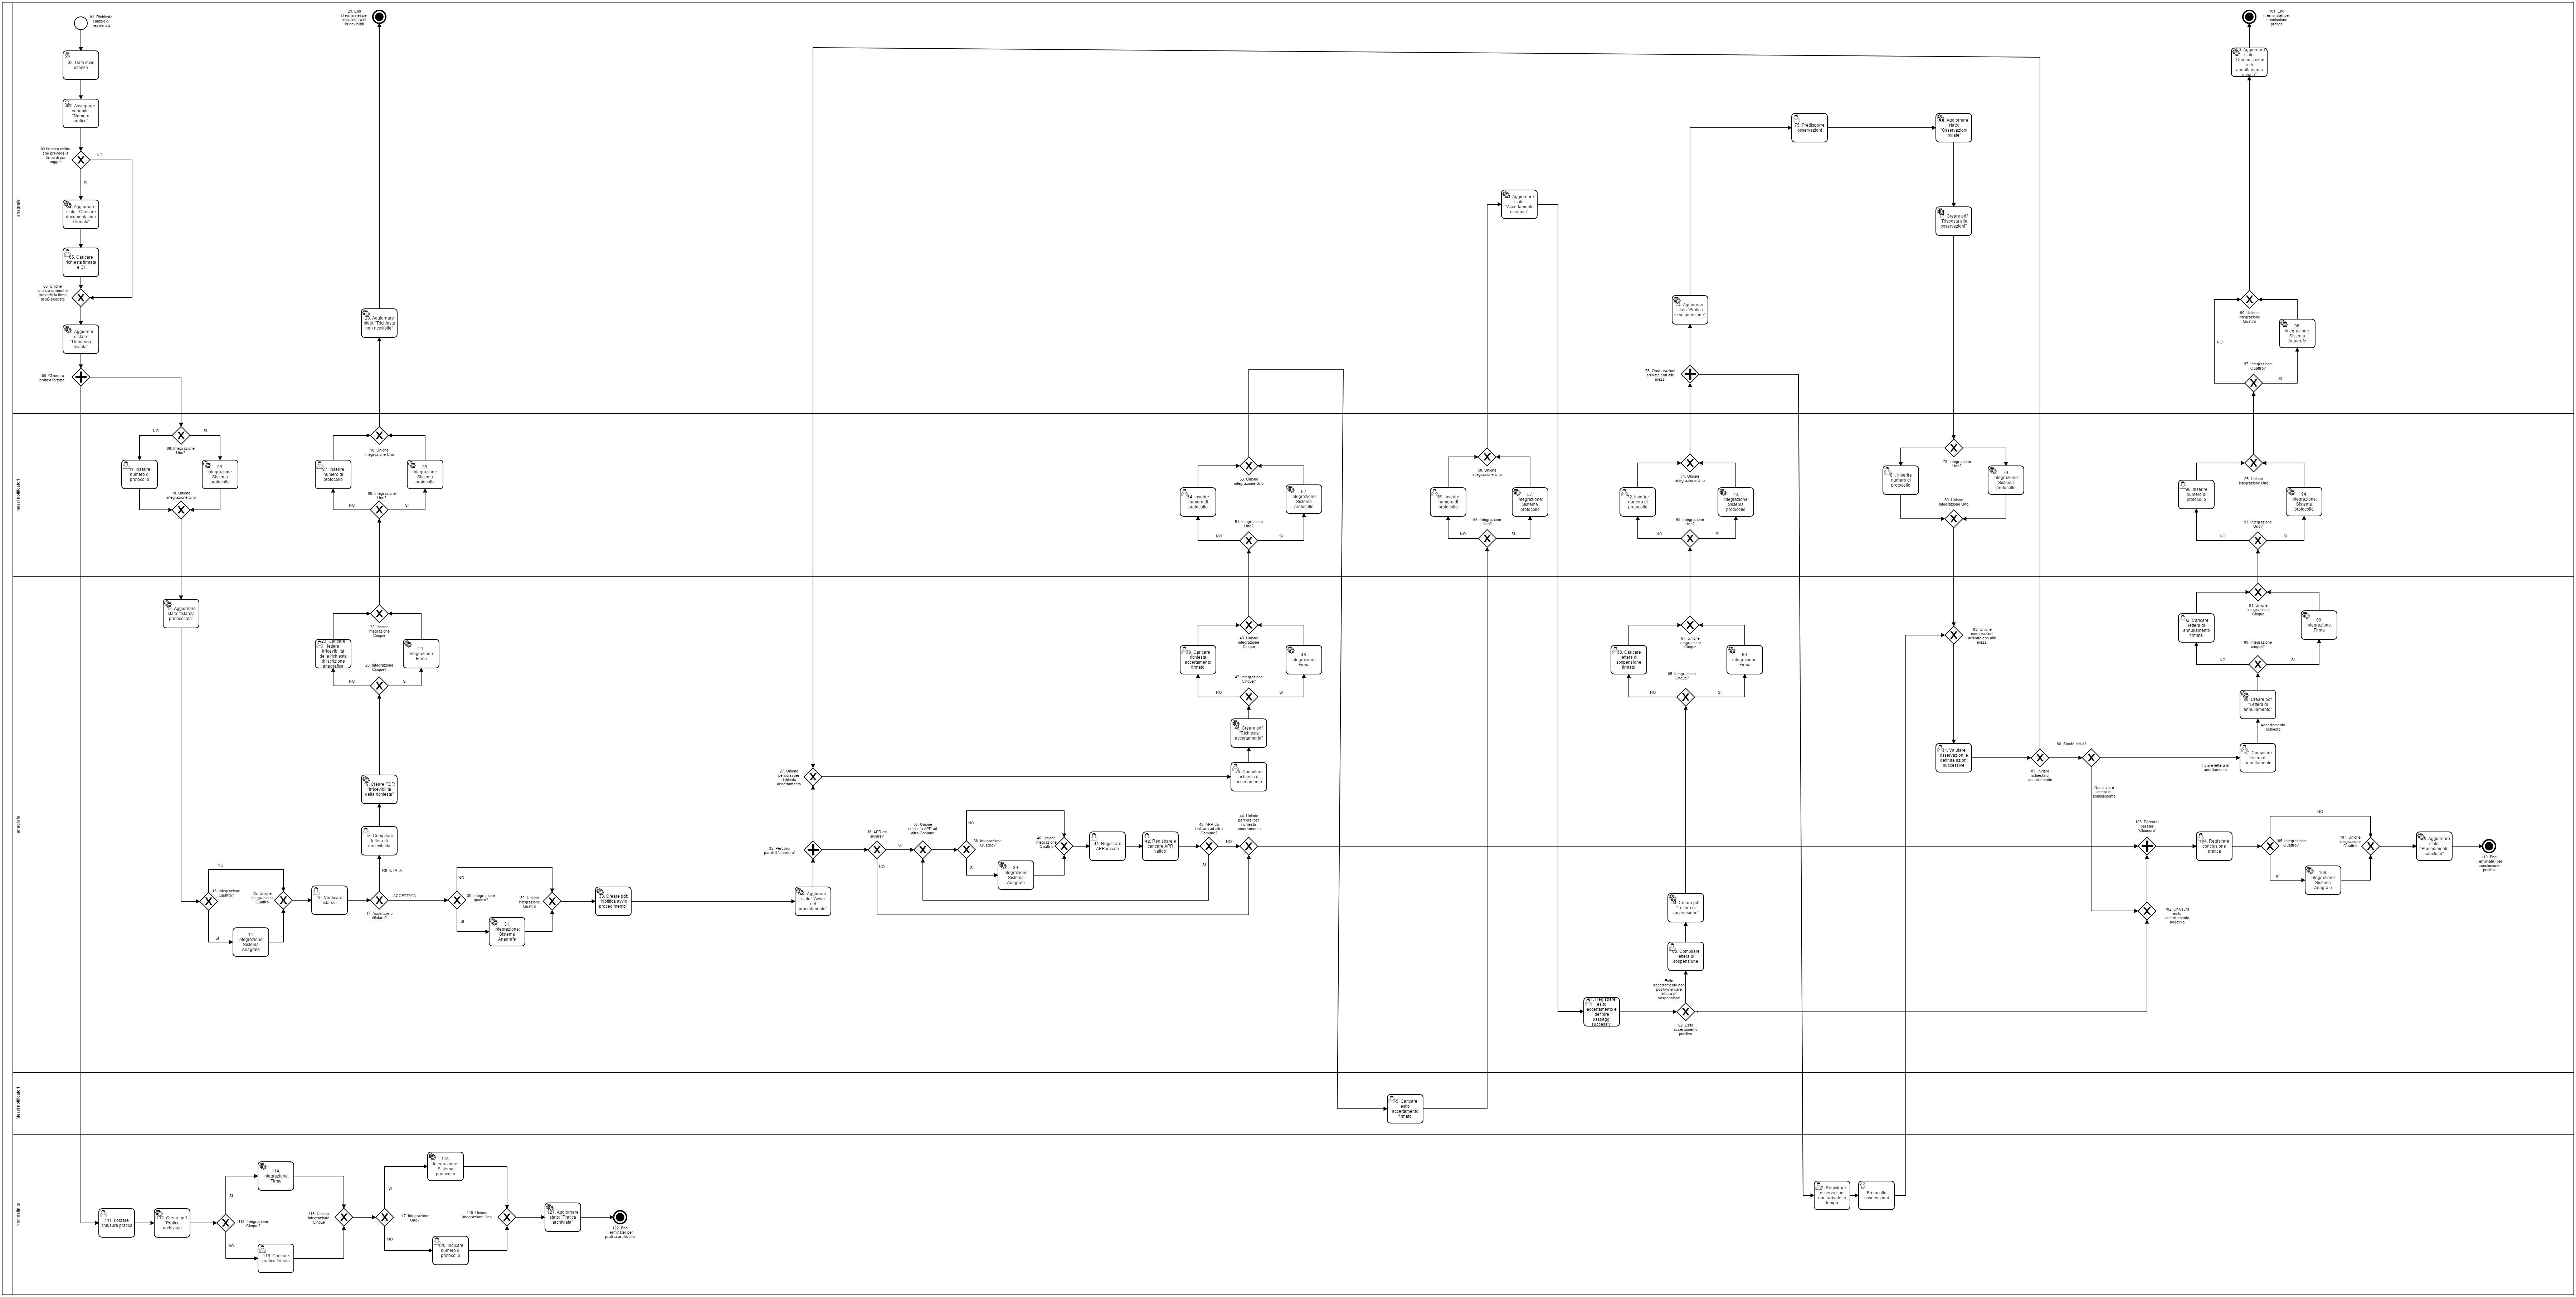 anagrafe
01. Richiesta
cambio di
residenza
02. Data invio
istanza
02. Assegnare
variabile:
"Numero
pratica"
03 Istanza online
che prevede la
firma di più
soggetti
NO
SI
Aggiornare
stato: "Caricare
documentazion
e firmata"
05. Caricare
richiesta firmata
e CI
06. Unione
istanza online che
prevede la firma
di più soggetti
Aggiornar
e stato:
"Domanda
inviata"
109. Chiusura
pratica forzata
25. End
(Terminate) per
invio lettera di
irricevibilità
Aggiornare
stato: "Richiesta
non ricevibile"
Aggiornare
stato:
"Accertamento
eseguito"
75. Predisporre
osservazioni
Aggiornare
stato:
"Osservazioni
inviate"
Creare pdf
"Risposta alle
osservazioni"
74. Aggiornare
stato "Pratica
in sospensione"
73. Osservazioni
arrivate con altri
mezzi
101. End
(Terminate) per
conclusione
pratica
Aggiornare
stato:
"Comunicazion
e di
annullamento
inviata"
99. Unione
Integrazione
Quattro
98.
Integrazione:
Sistema
Anagrafe
NO
97. Integrazione
Quattro?
SI
messi notificatori
NO
SI
08. Integrazione
Uno?
11. Inserire
numero di
protocollo
09.
Integrazione:
Sistema
protocollo
10. Unione
integrazione Uno
10. Unione
integrazione Uno
27. Inserire
numero di
protocollo
09.
Integrazione:
Sistema
protocollo
08. Integrazione
Uno?
NO
SI
53. Unione
integrazione Uno
54. Inserire
numero di
protocollo
52.
Integrazione:
Sistema
protocollo
51. Integrazione
Uno?
NO
SI
integrazione Uno
Inserire
numero di
protocollo
57.
Integrazione:
Sistema
protocollo
Integrazione
Uno?
NO
SI
71. Unione
integrazione Uno
72. Inserire
numero di
protocollo
70.
Integrazione:
Sistema
protocollo
69. Integrazione
Uno?
NO
SI
78. Integrazione
Uno?
NO
SI
81. Inserire
numero di
protocollo
79.
Integrazione:
Sistema
protocollo
80. Unione
integrazione Uno
95. Unione
integrazione Uno
96. Inserire
numero di
protocollo
94.
Integrazione:
Sistema
protocollo
93. Integrazione
Uno?
NO
SI
anagrafe
12. Aggiornare
stato: "Istanza
protocollata"
22. Unione
integrazione
Cinque
23. Caricare
lettera
irricevibilità
della richiesta
di iscrizione
anagrafica
21.
Integrazione:
Firma
20. Integrazione
Cinque?
NO
SI
19. Creare PDF
"Irricevibilità
della richiesta"
18. Compilare
lettera di
irricevibilità
RIFIUTATA
13. Integrazione
Quattro?
NO
SI
14.
Integrazione:
Sistema
Anagrafe
15. Unione
integrazione
Quattro
16. Verificare
istanza
17. Accettare o
rifiutare?
ACCETTATA
30. Integrazione
quattro?
NO
SI
31.
Integrazione:
Sistema
Anagrafe
32. Unione
integrazione
Quattro
Creare pdf
"Notifica avvio
procedimento"
Aggiornare
stato: "Avvio
del
procedimento"
35. Percorsi
paralleli "apertura"
27. Unione
percorsi per
richiesta
accertamento
36. APR da
inviare?
SI
NO
37. Unione
richiesta APR ad
altro Comune
38. Integrazione
Quattro?
NO
SI
39.
Integrazione:
Sistema
Anagrafe
40. Unione
integrazione
Quattro
41. Registrare
APR inviato
42. Registrare e
caricare APR
valido
43. APR da
inoltrare ad altro
Comune?
NO
SI
44. Unione
percorsi per
richiesta
accertamento
45. Compilare
richiesta di
accertamento
46. Creare pdf
"Richiesta
accertamento"
47. Integrazione
Cinque?
NO
SI
50. Caricare
richiesta
accertamento
firmato
48.
Integrazione:
Firma
49. Unione
integrazione
Cinque
61. Registrare
esito
accertamento e
definire
passaggi
successivi
62. Esito
accertamento
positivo
Esito
accertamento non
positivo inviare
lettera di
sospensione
63. Compilare
lettera di
sospensione
64. Creare pdf
"Lettera di
sospensione"
65. Integrazione
Cinque?
NO
SI
68. Caricare
lettera di
sospensione
firmato
66.
Integrazione:
Firma
67. Unione
integrazione
Cinque
83. Unione
osservazioni
arrivate con altri
mezzi
84. Valutare
osservazioni e
definire azioni
successive
85. Inviare
richiesta di
accertamento
86. Snodo attività
Inviare lettera di
annullamento
Non inviare
lettera di
annullamento
87. Compilare
lettera di
annullamento
Accertamento
richiesto
88. Creare pdf
"Lettera di
annullamento"
89. Integrazione
cinque?
NO
SI
92. Caricare
lettera di
annullamento
firmata
90.
Integrazione:
Firma
91. Unione
integrazione
Cinque
102. Chiusura
esito
accertamento
negativo
103. Percorsi
paralleli
"Chiusura"
104. Registrare
conclusione
pratica
105. Integrazione
Quattro?
NO
SI
106.
Integrazione:
Sistema
Anagrafe
107. Unione
integrazione
Quattro
Aggiornare
stato:
"Procedimento
concluso"
110. End
(Terminate) per
conclusione
pratica
Messi notificatori
55. Caricare
esito
accertamento
firmato
Non definito
111. Forzare
chiusura pratica
112. Creare pdf
"Pratica
archiviata
113. Integrazione
Cinque?
SI
NO
114.
Integrazione:
Firma
116. Caricare
pratica firmata
115. Unione
integrazione
Cinque
117. Integrazione
Uno?
SI
NO
118.
Integrazione:
Sistema
protocollo
120. Indicare
numero di
protocollo
119. Unione
integrazione Uno
121. Aggiornare
stato: "Pratica
archiviata"
122. End
(Terminate) per
pratica archiviata
Registrare
osservazioni
non arrivate in
tempo
Protocollo
osservazioni